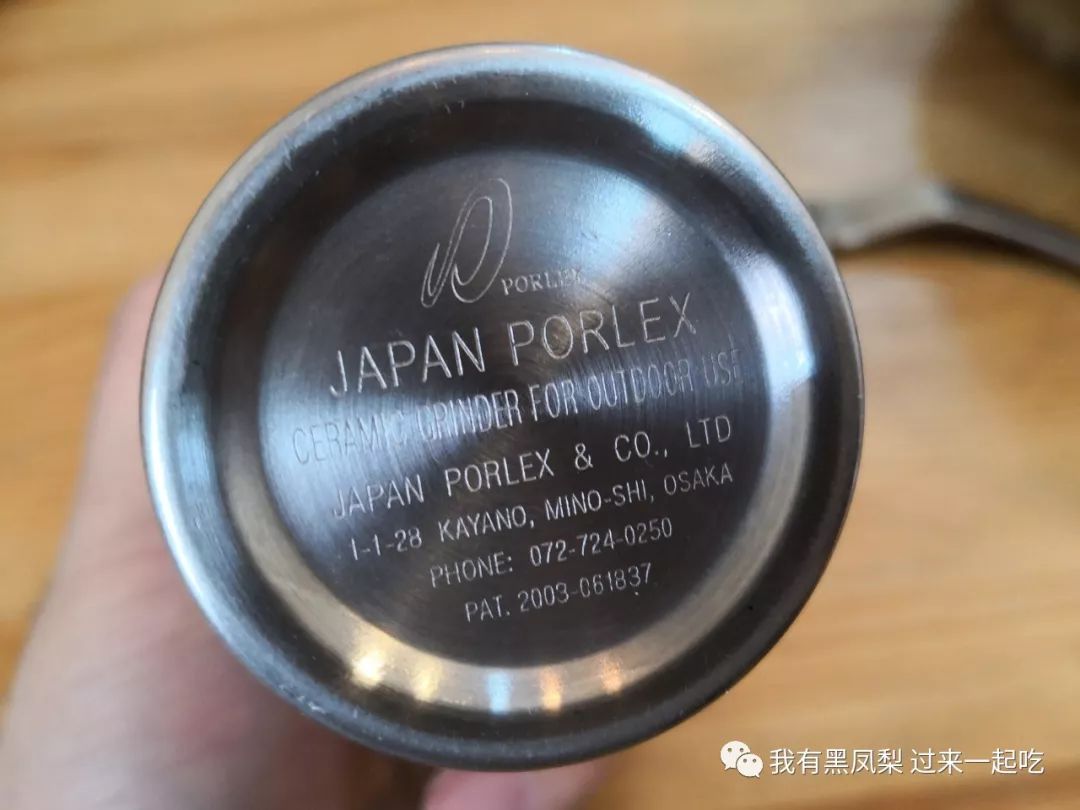 PORLEX
JAPAN PORLEX
CERAMIC GRINDER FOR OUTDOOR USE
JAPAN PORLEX & CO., LTD
1-1-28 KAYANO, MINO-SHI, OSAKA
PHONE: 072-724-0250
PAT. 2003-061837
我有黑凤梨 过来一起吃